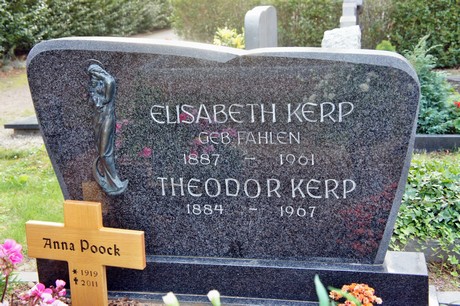 ELISABETH KERP
GEB. FAHLEN
1887 – 1961
THEODOR KERP
1884 – 1967
Anna Poock
* 1919
✝ 2011